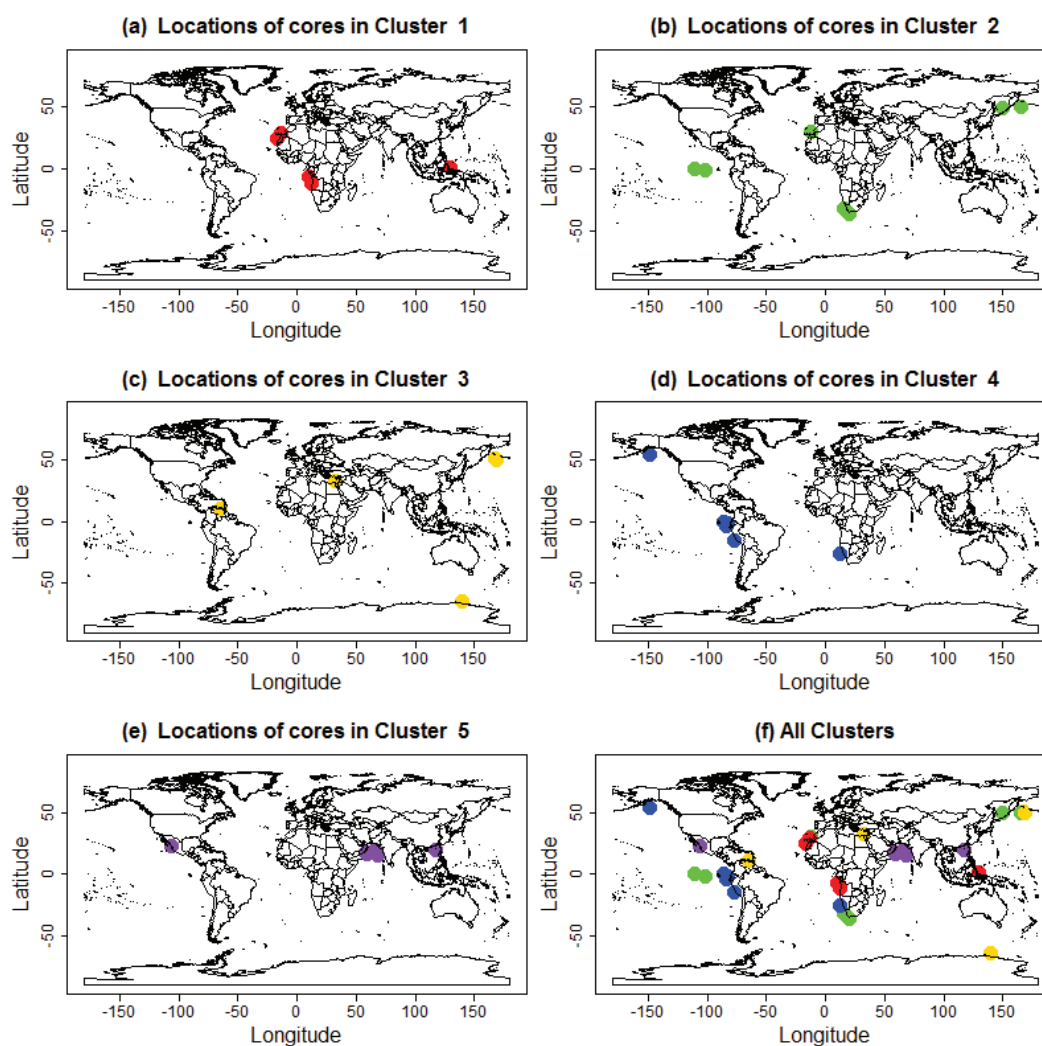 (a) Locations of cores in Cluster 1
(b) Locations of cores in Cluster 2
Latitude
50
0
-50
-150 -100 -50 0 50 100 150
Longitude
Latitude
50
0
-50
-150 -100 -50 0 50 100 150
Longitude
(c) Locations of cores in Cluster 3
(d) Locations of cores in Cluster 4
Latitude
50
0
-50
-150 -100 -50 0 50 100 150
Longitude
Latitude
50
0
-50
-150 -100 -50 0 50 100 150
Longitude
(e) Locations of cores in Cluster 5
(f) All Clusters
Latitude
50
0
-50
-150 -100 -50 0 50 100 150
Longitude
Latitude
50
0
-50
-150 -100 -50 0 50 100 150
Longitude